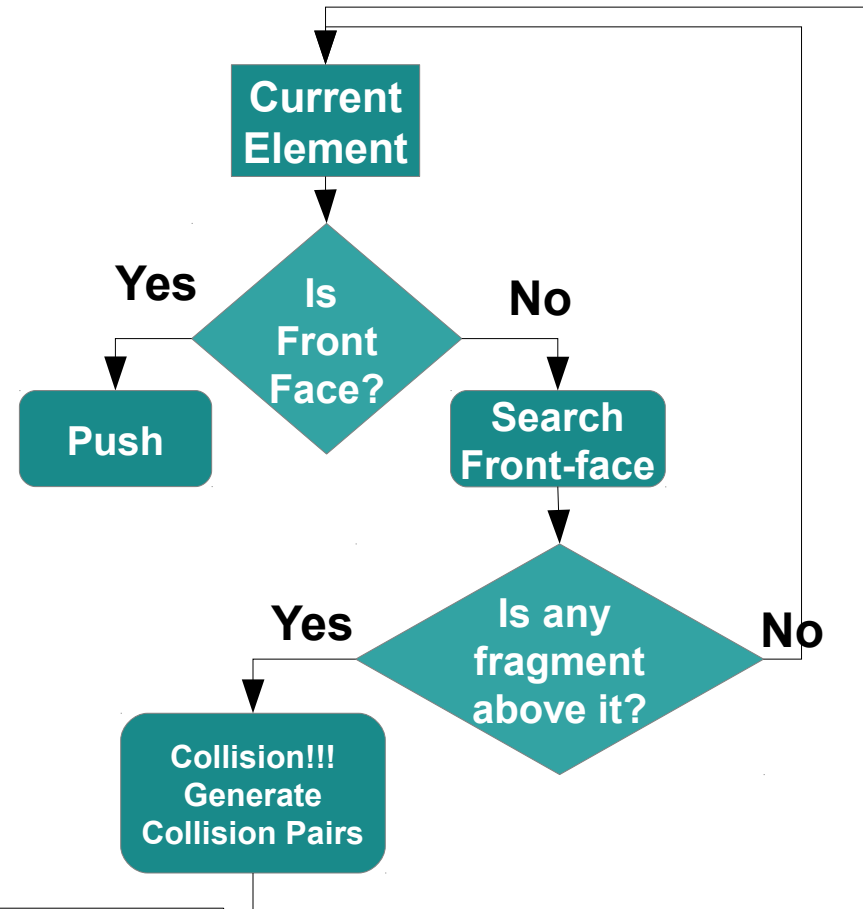 Current
Element
Yes
Is
Front
Face?
No
Push
Search
Front-face
Yes
Is any
fragment
above it?
No
Collision!!!
Generate
Collision Pairs